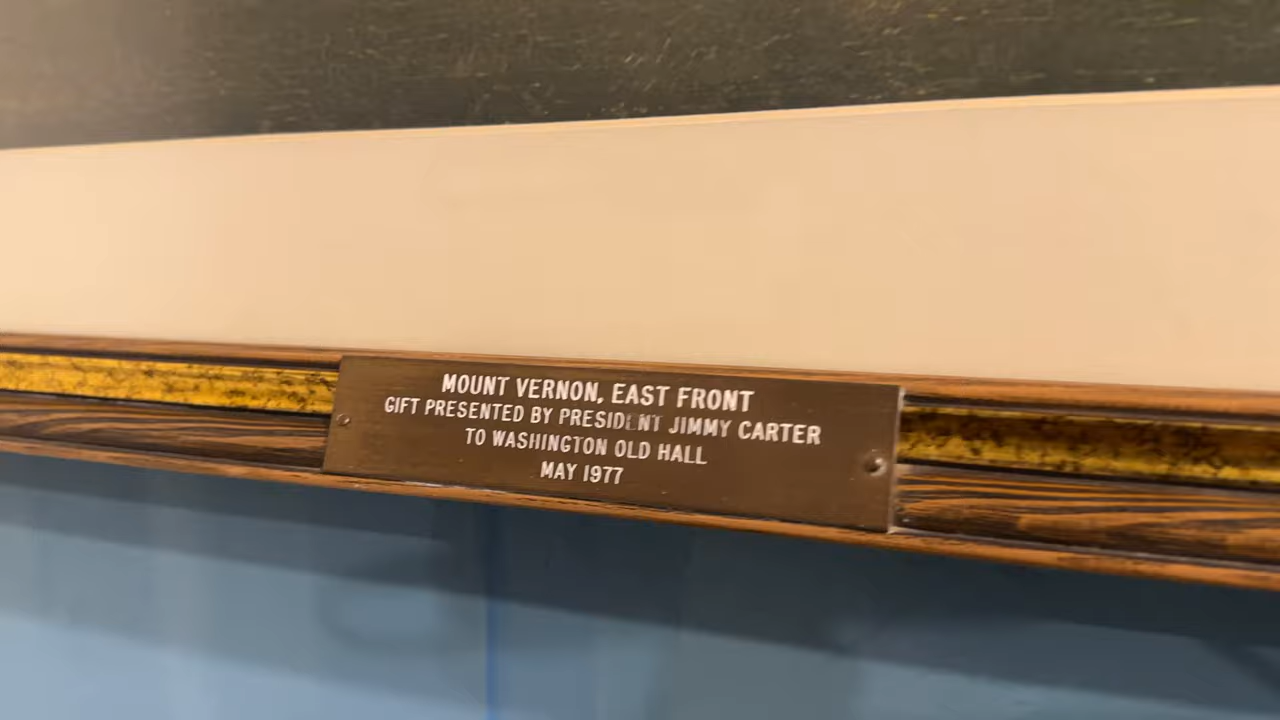 MOUNT VERNON, EAST FRONT
GIFT PRESENTED BY PRESIDENT JIMMY CARTER
TO WASHINGTON OLD HALL
MAY 1977